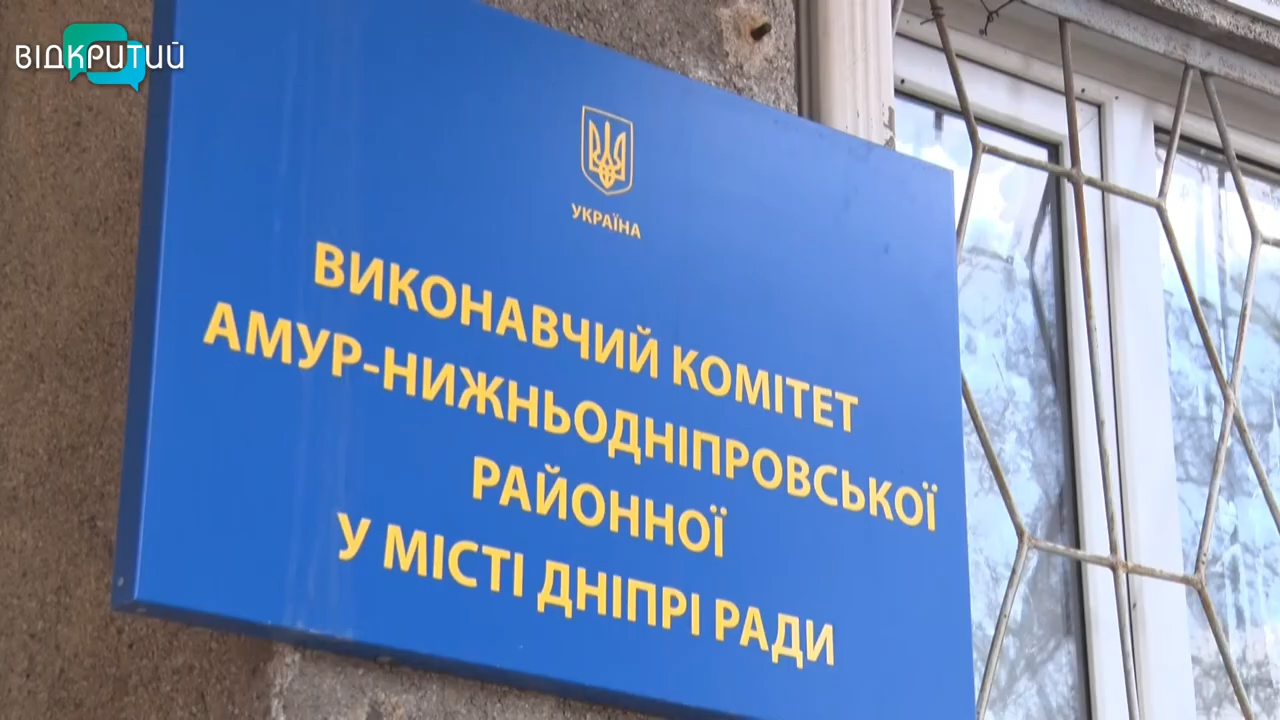 ВІДКРИТИЙ
УКРАЇНА
ВИКОНАВЧИЙ КОМІТЕТ
АМУР-НИЖНЬОДНІПРОВСЬКОЇ
РАЙОННОЇ
У МІСТІ ДНІПРІ РАДИ